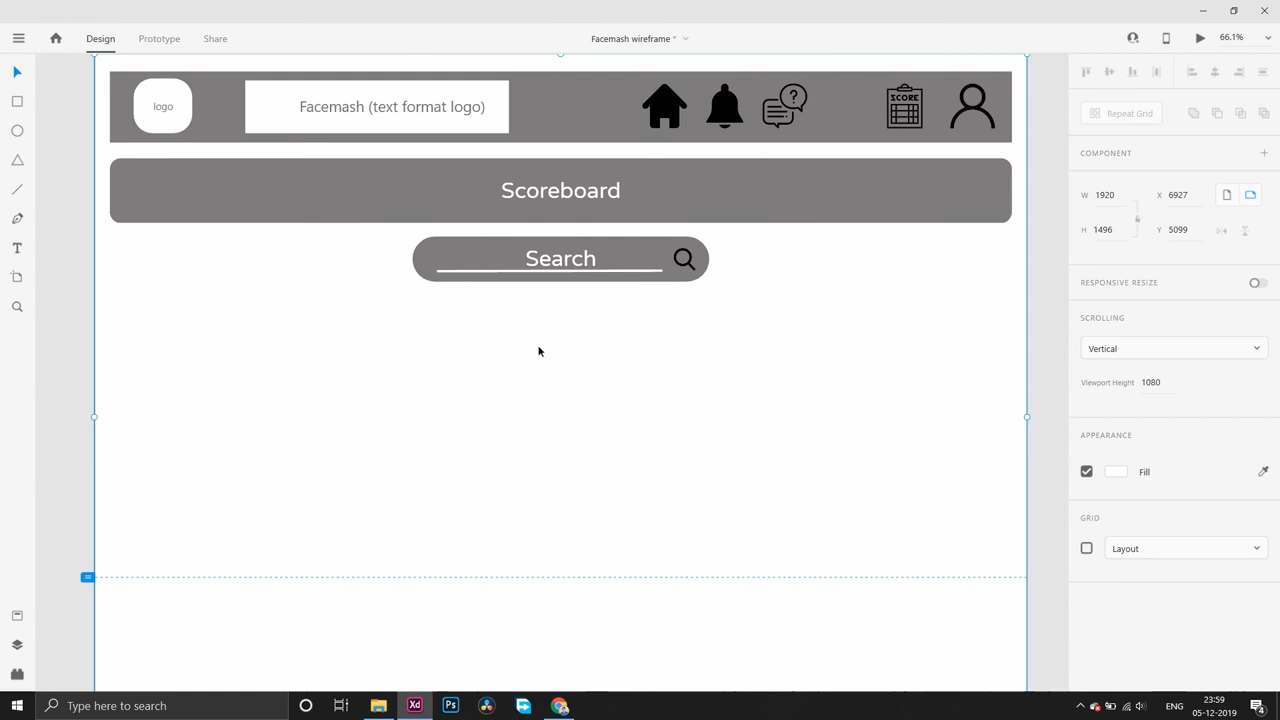 Design
Prototype
Share
Facemash wireframe *
66.1%
logo
Facemash (text format logo)
SCORE
Scoreboard
Search
Repeat Grid
COMPONENT
W 1920
X 6927
H 1496
Y 5099
RESPONSIVE RESIZE
SCROLLING
Vertical
Viewport Height 1080
APPEARANCE
Fill
GRID
Layout
Type here to search
Xd
Ps
ENG
23:59
05-12-2019